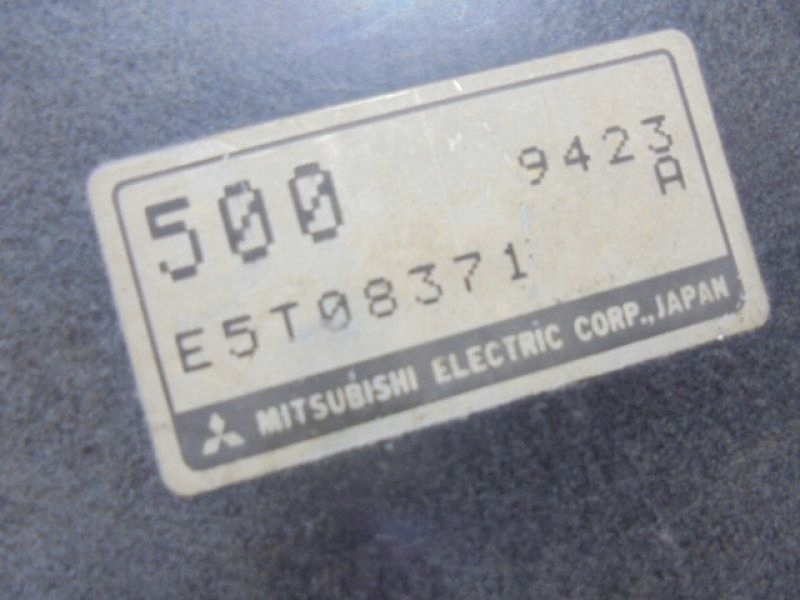 500 9423
A
E5T08371
MITSUBISHI ELECTRIC CORP., JAPAN